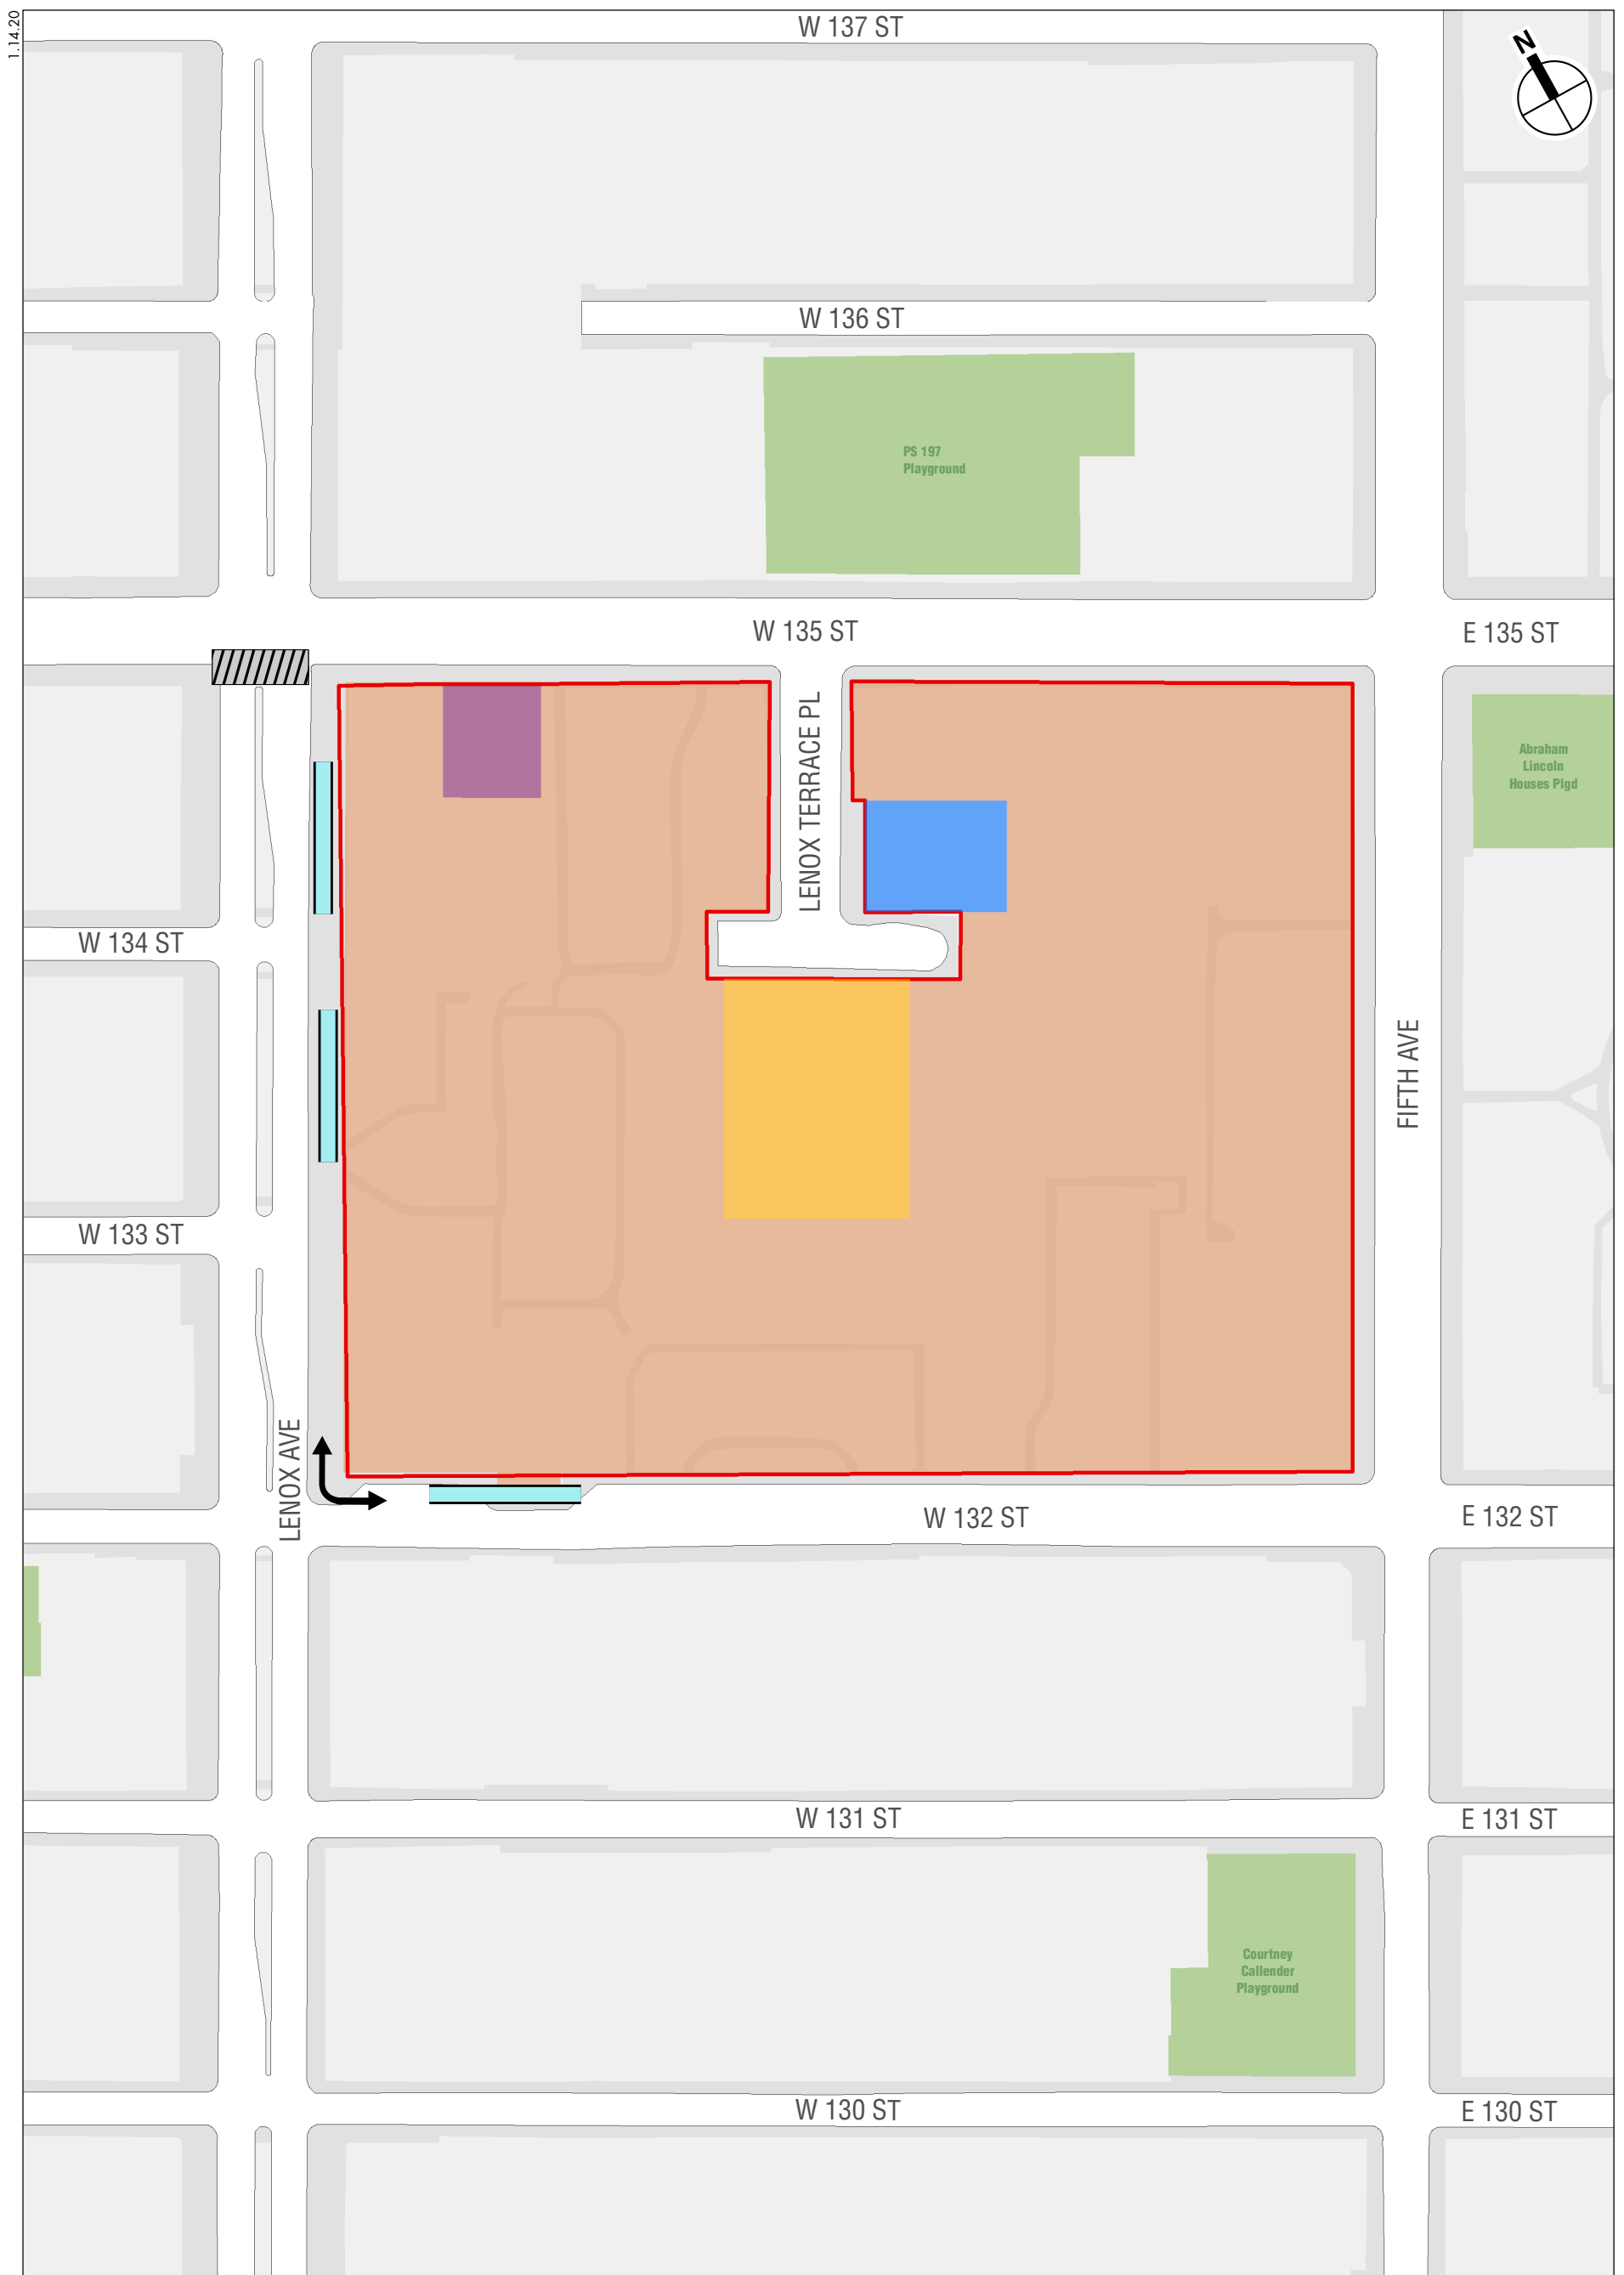 1.14.20
W 137 ST
N
W 136 ST
PS 197
Playground
W 135 ST
E 135 ST
LENOX TERRACE PL
Abraham
Lincoln
Houses Plgd
W 134 ST
FIFTH AVE
W 133 ST
LENOX AVE
W 132 ST
E 132 ST
W 131 ST
E 131 ST
Courtney
Callender
Playground
W 130 ST
E 130 ST